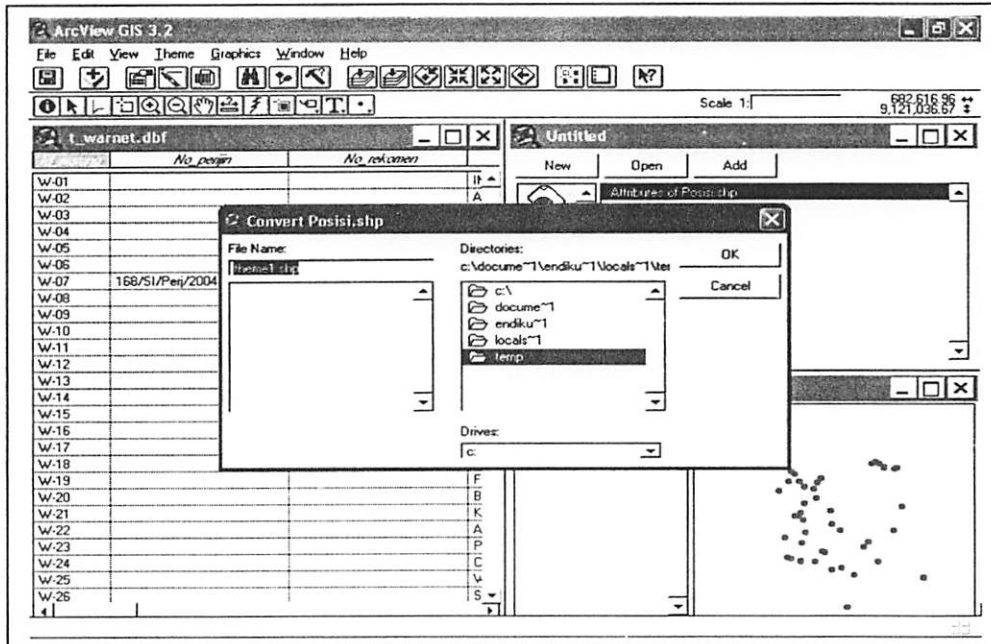 ArcView GIS 3.2
File Edit View Theme Graphics Window Help
Scale 1:
682,616.96
9,121,036.67
t_warnet.dbf
No_perijin No_rekomen
W-01
W-02 A
W-03
W-04
W-05
W-06
W-07 168/SI/Perj/2004
W-08
W-09
W-10
W-11
W-12
W-13
W-14
W-15
W-16
W-17
W-18
W-19 F
W-20 B
W-21 K
W-22 A
W-23 P
W-24 C
W-25
W-26 S
Untitled
New Open Add
Attributes of Posisi.shp
Convert Posisi.shp
File Name:
theme1.shp
Directories:
c:\docume~1\endiku~1\locals~1\ter
c:\
docume~1
endiku~1
locals~1
temp
Drives:
c:
OK
Cancel